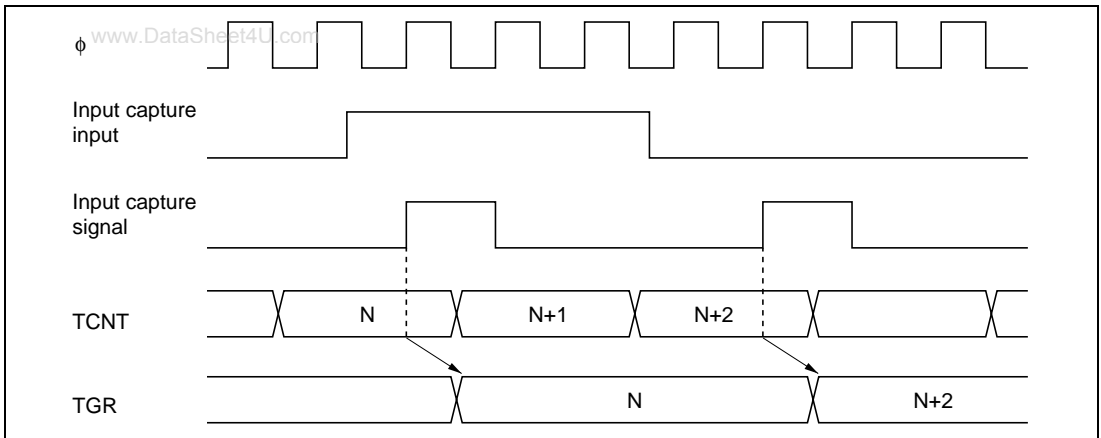 ϕ www.DataSheet4U.com
Input capture
input
Input capture
signal
TCNT N N+1 N+2
TGR N N+2